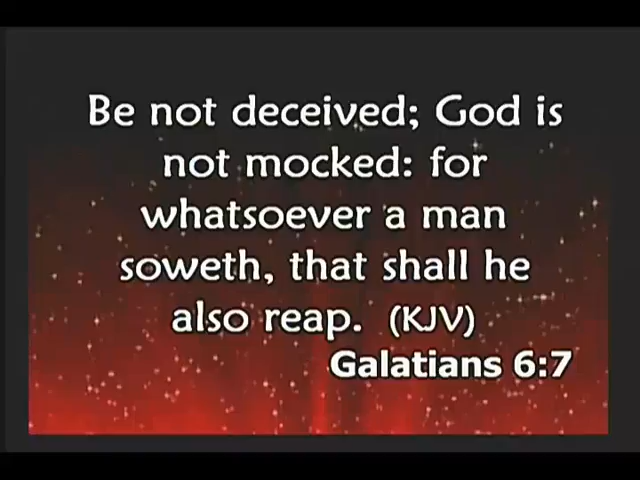 Be not deceived; God is
not mocked: for
whatsoever a man
soweth, that shall he
also reap.  (KJV)
Galatians 6:7